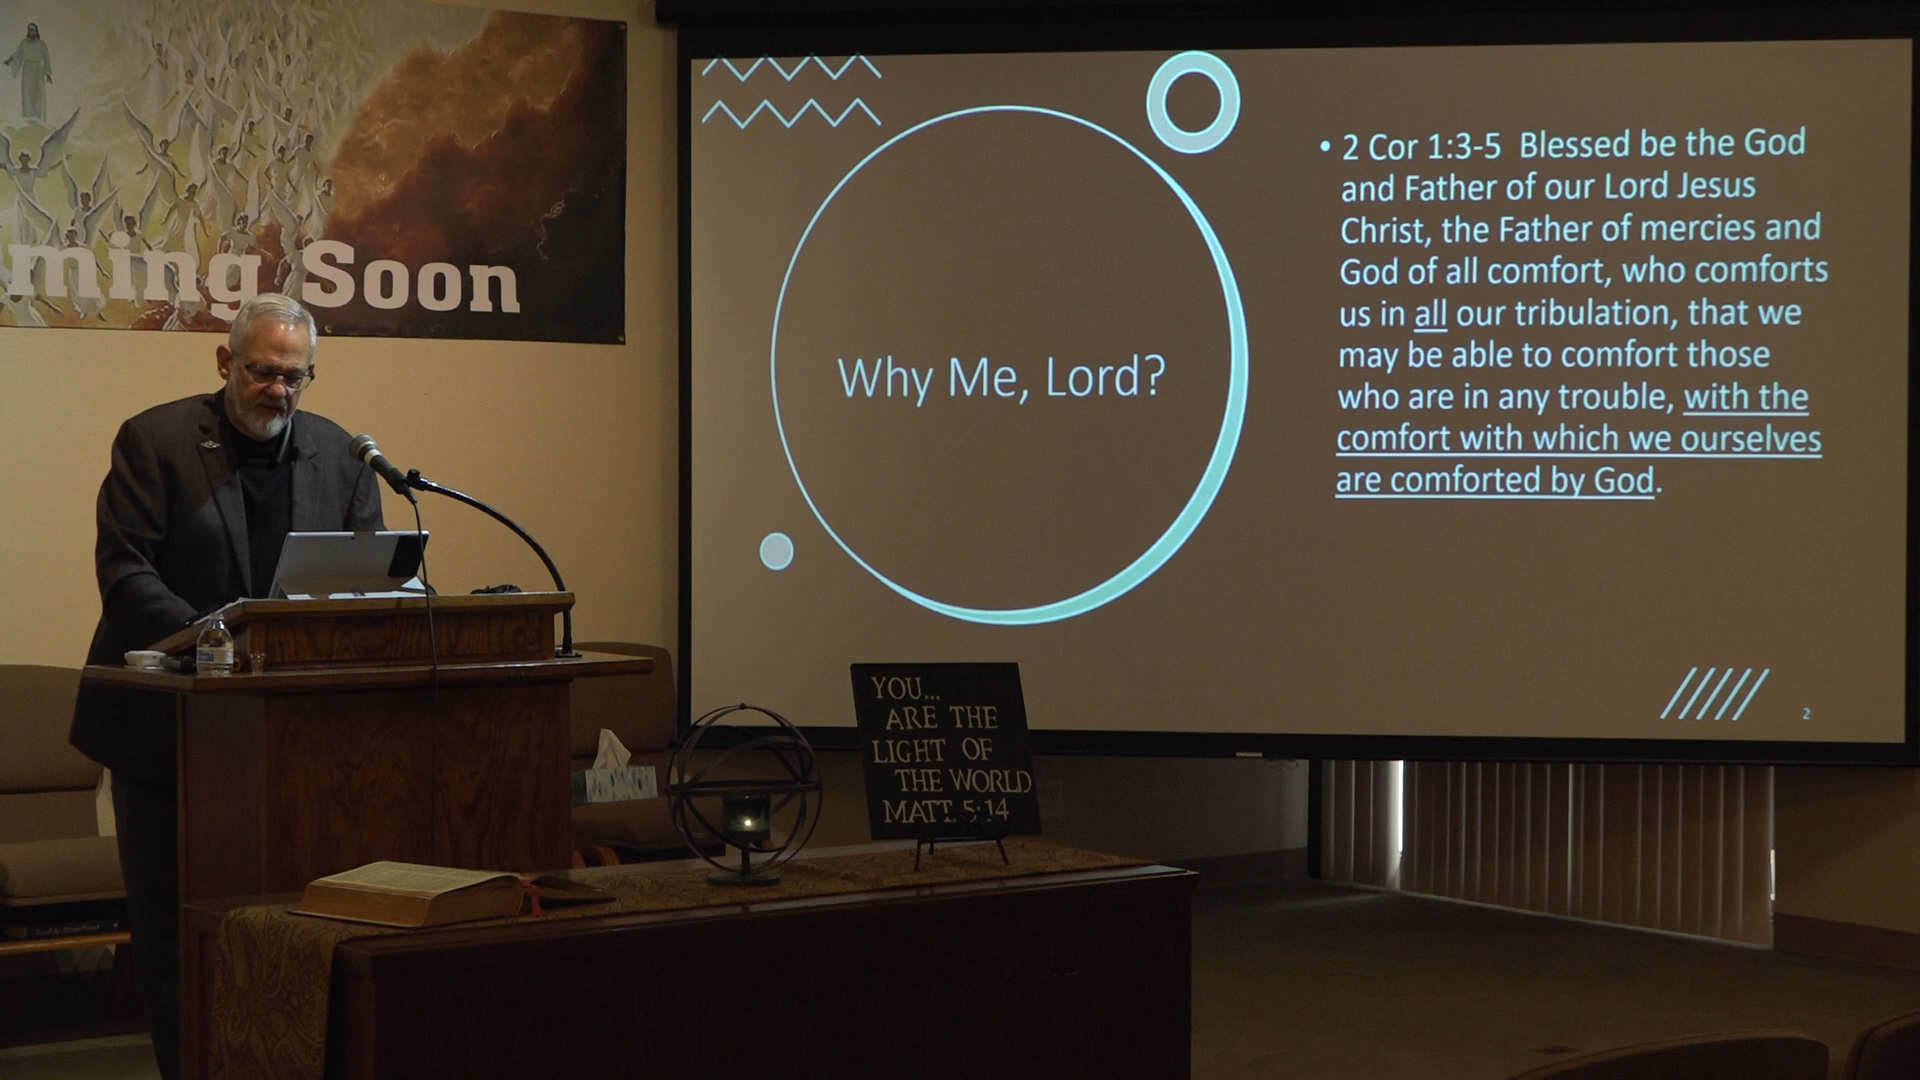 ming Soon
Why Me, Lord?
• 2 Cor 1:3-5  Blessed be the God
and Father of our Lord Jesus
Christ, the Father of mercies and
God of all comfort, who comforts
us in all our tribulation, that we
may be able to comfort those
who are in any trouble, with the
comfort with which we ourselves
are comforted by God.
2
YOU...
ARE THE
LIGHT OF
THE WORLD
MATT. 5:14